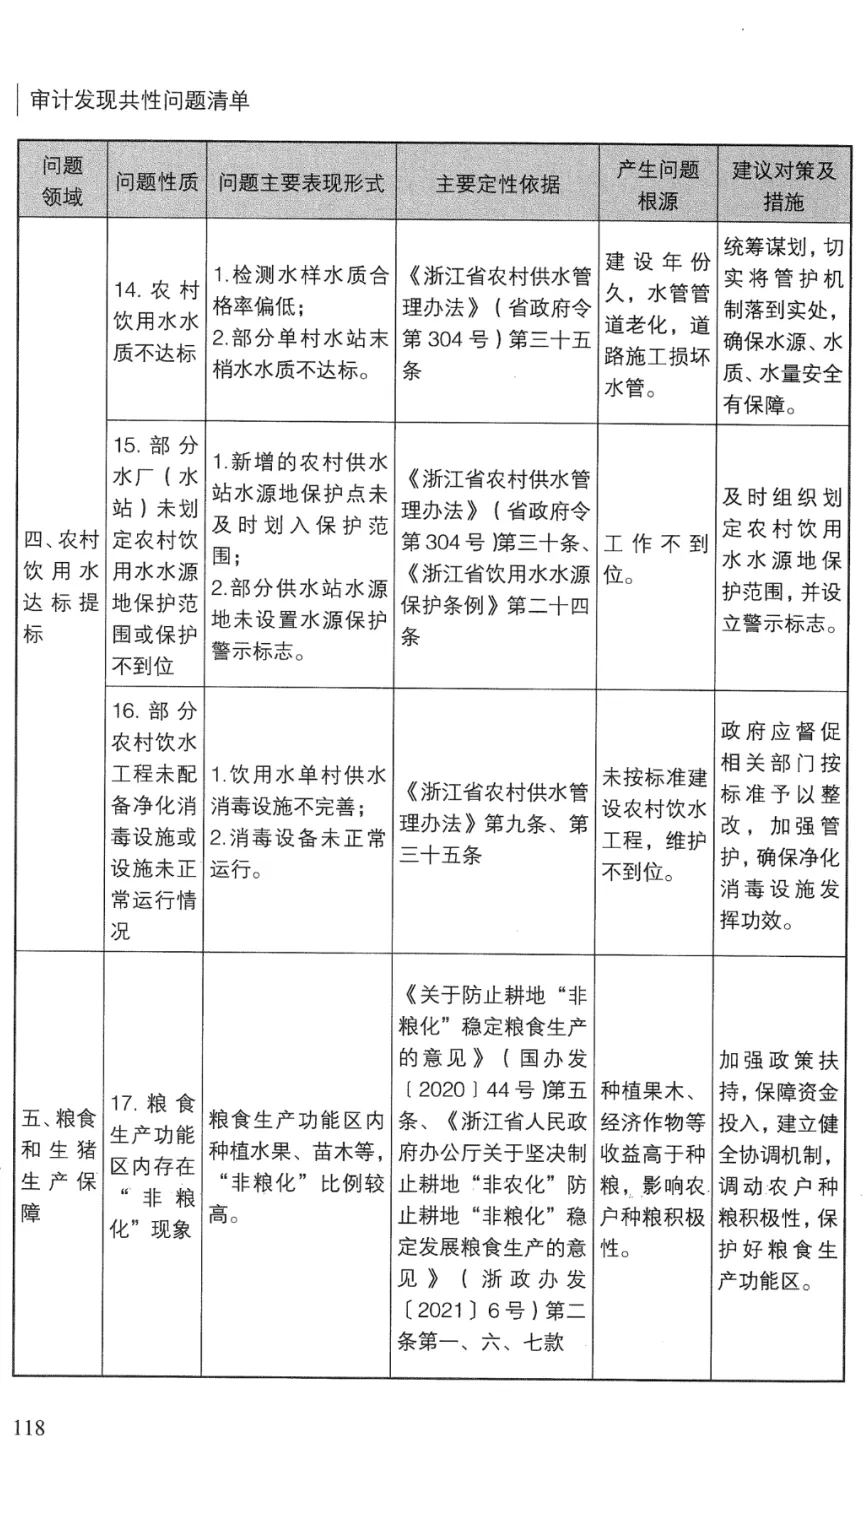 审计发现共性问题清单
问题
领域
问题性质
问题主要表现形式
主要定性依据
产生问题
根源
建议对策及
措施
四、农村
饮用水
达标提
标
14. 农村
饮用水水
质不达标
1.检测水样水质合
格率偏低；
2.部分单村水站末
梢水水质不达标。
《浙江省农村供水管
理办法》（省政府令
第 304 号）第三十五
条
建设年份
久，水管管
道老化，道
路施工损坏
水管。
统筹谋划，切
实将管护机
制落到实处，
确保水源、水
质、水量安全
有保障。
15. 部分
水厂（水
站）未划
定农村饮
用水水源
地保护范
围或保护
不到位
1.新增的农村供水
站水源地保护点未
及时划入保护范
围；
2.部分供水站水源
地未设置水源保护
警示标志。
《浙江省农村供水管
理办法》（省政府令
第 304 号）第三十条、
《浙江省饮用水水源
保护条例》第二十四
条
工作不到
位。
及时组织划
定农村饮用
水水源地保
护范围，并设
立警示标志。
16. 部分
农村饮水
工程未配
备净化消
毒设施或
设施未正
常运行情
况
1.饮用水单村供水
消毒设施不完善；
2.消毒设备未正常
运行。
《浙江省农村供水管
理办法》第九条、第
三十五条
未按标准建
设农村饮水
工程，维护
不到位。
政府应督促
相关部门按
标准予以整
改，加强管
护，确保净化
消毒设施发
挥功效。
五、粮食
和生猪
生产保
障
17. 粮食
生产功能
区内存在
“非粮
化”现象
粮食生产功能区内
种植水果、苗木等，
“非粮化”比例较
高。
《关于防止耕地“非
粮化”稳定粮食生产
的意见》（国办发
〔2020〕44 号）第五
条、《浙江省人民政
府办公厅关于坚决制
止耕地“非农化”防
止耕地“非粮化”稳
定发展粮食生产的意
见》（浙政办发
〔2021〕6 号）第二
条第一、六、七款
种植果木、
经济作物等
收益高于种
粮，影响农
户种粮积极
性。
加强政策扶
持，保障资金
投入，建立健
全协调机制，
调动农户种
粮积极性，保
护好粮食生
产功能区。
118